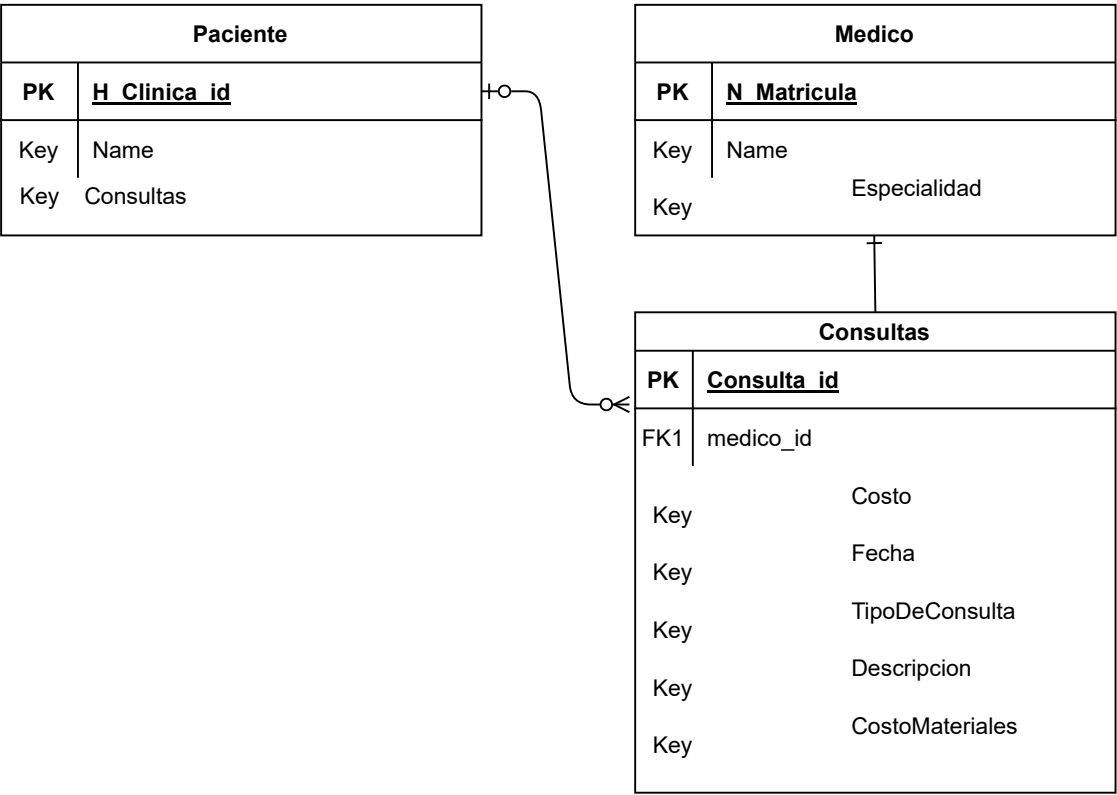 Paciente
PK H_Clinica_id
Key Name
Key Consultas
Medico
PK N_Matricula
Key Name
Key Especialidad
Consultas
PK Consulta_id
FK1 medico_id
Key Costo
Key Fecha
Key TipoDeConsulta
Key Descripcion
Key CostoMateriales